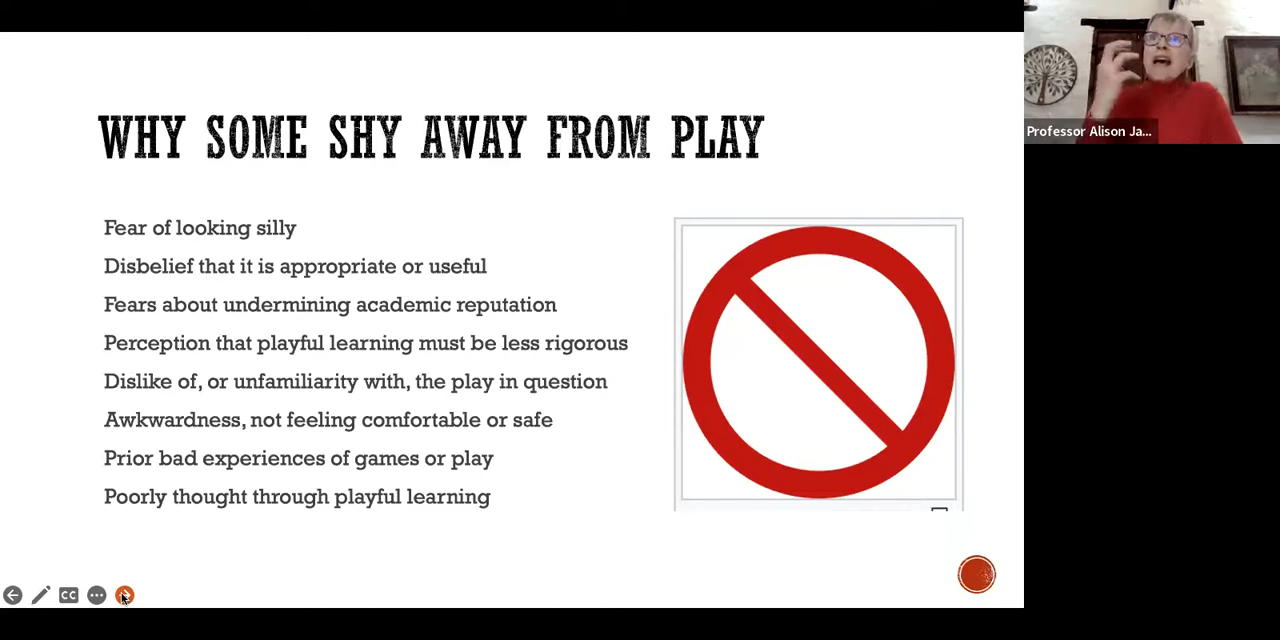 WHY SOME SHY AWAY FROM PLAY
Fear of looking silly
Disbelief that it is appropriate or useful
Fears about undermining academic reputation
Perception that playful learning must be less rigorous
Dislike of, or unfamiliarity with, the play in question
Awkwardness, not feeling comfortable or safe
Prior bad experiences of games or play
Poorly thought through playful learning
Professor Alison Ja...
CC